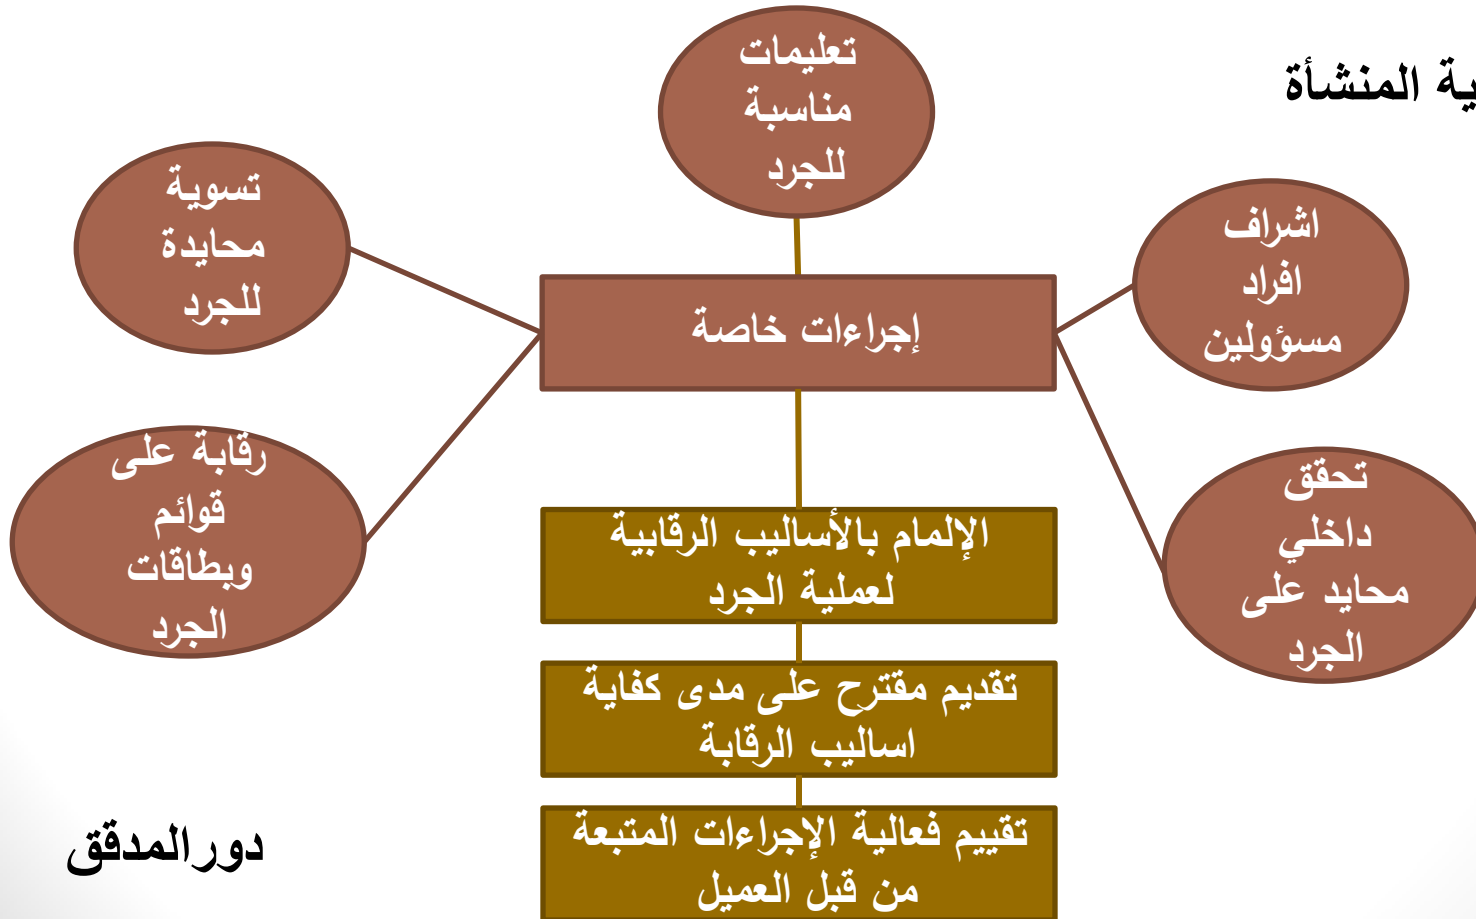 تعليمات
مناسبة
للجرد
المنشأة
تسوية
محايدة
للجرد
اشراف
افراد
مسؤولين
إجراءات خاصة
رقابة على
قوائم
وبطاقات
الجرد
تحقق
داخلي
محايد على
الجرد
الإلمام بالأساليب الرقابية
لعملية الجرد
تقديم مقترح على مدى كفاية
اساليب الرقابة
تقييم فعالية الإجراءات المتبعة
من قبل العميل
دورالمدقق